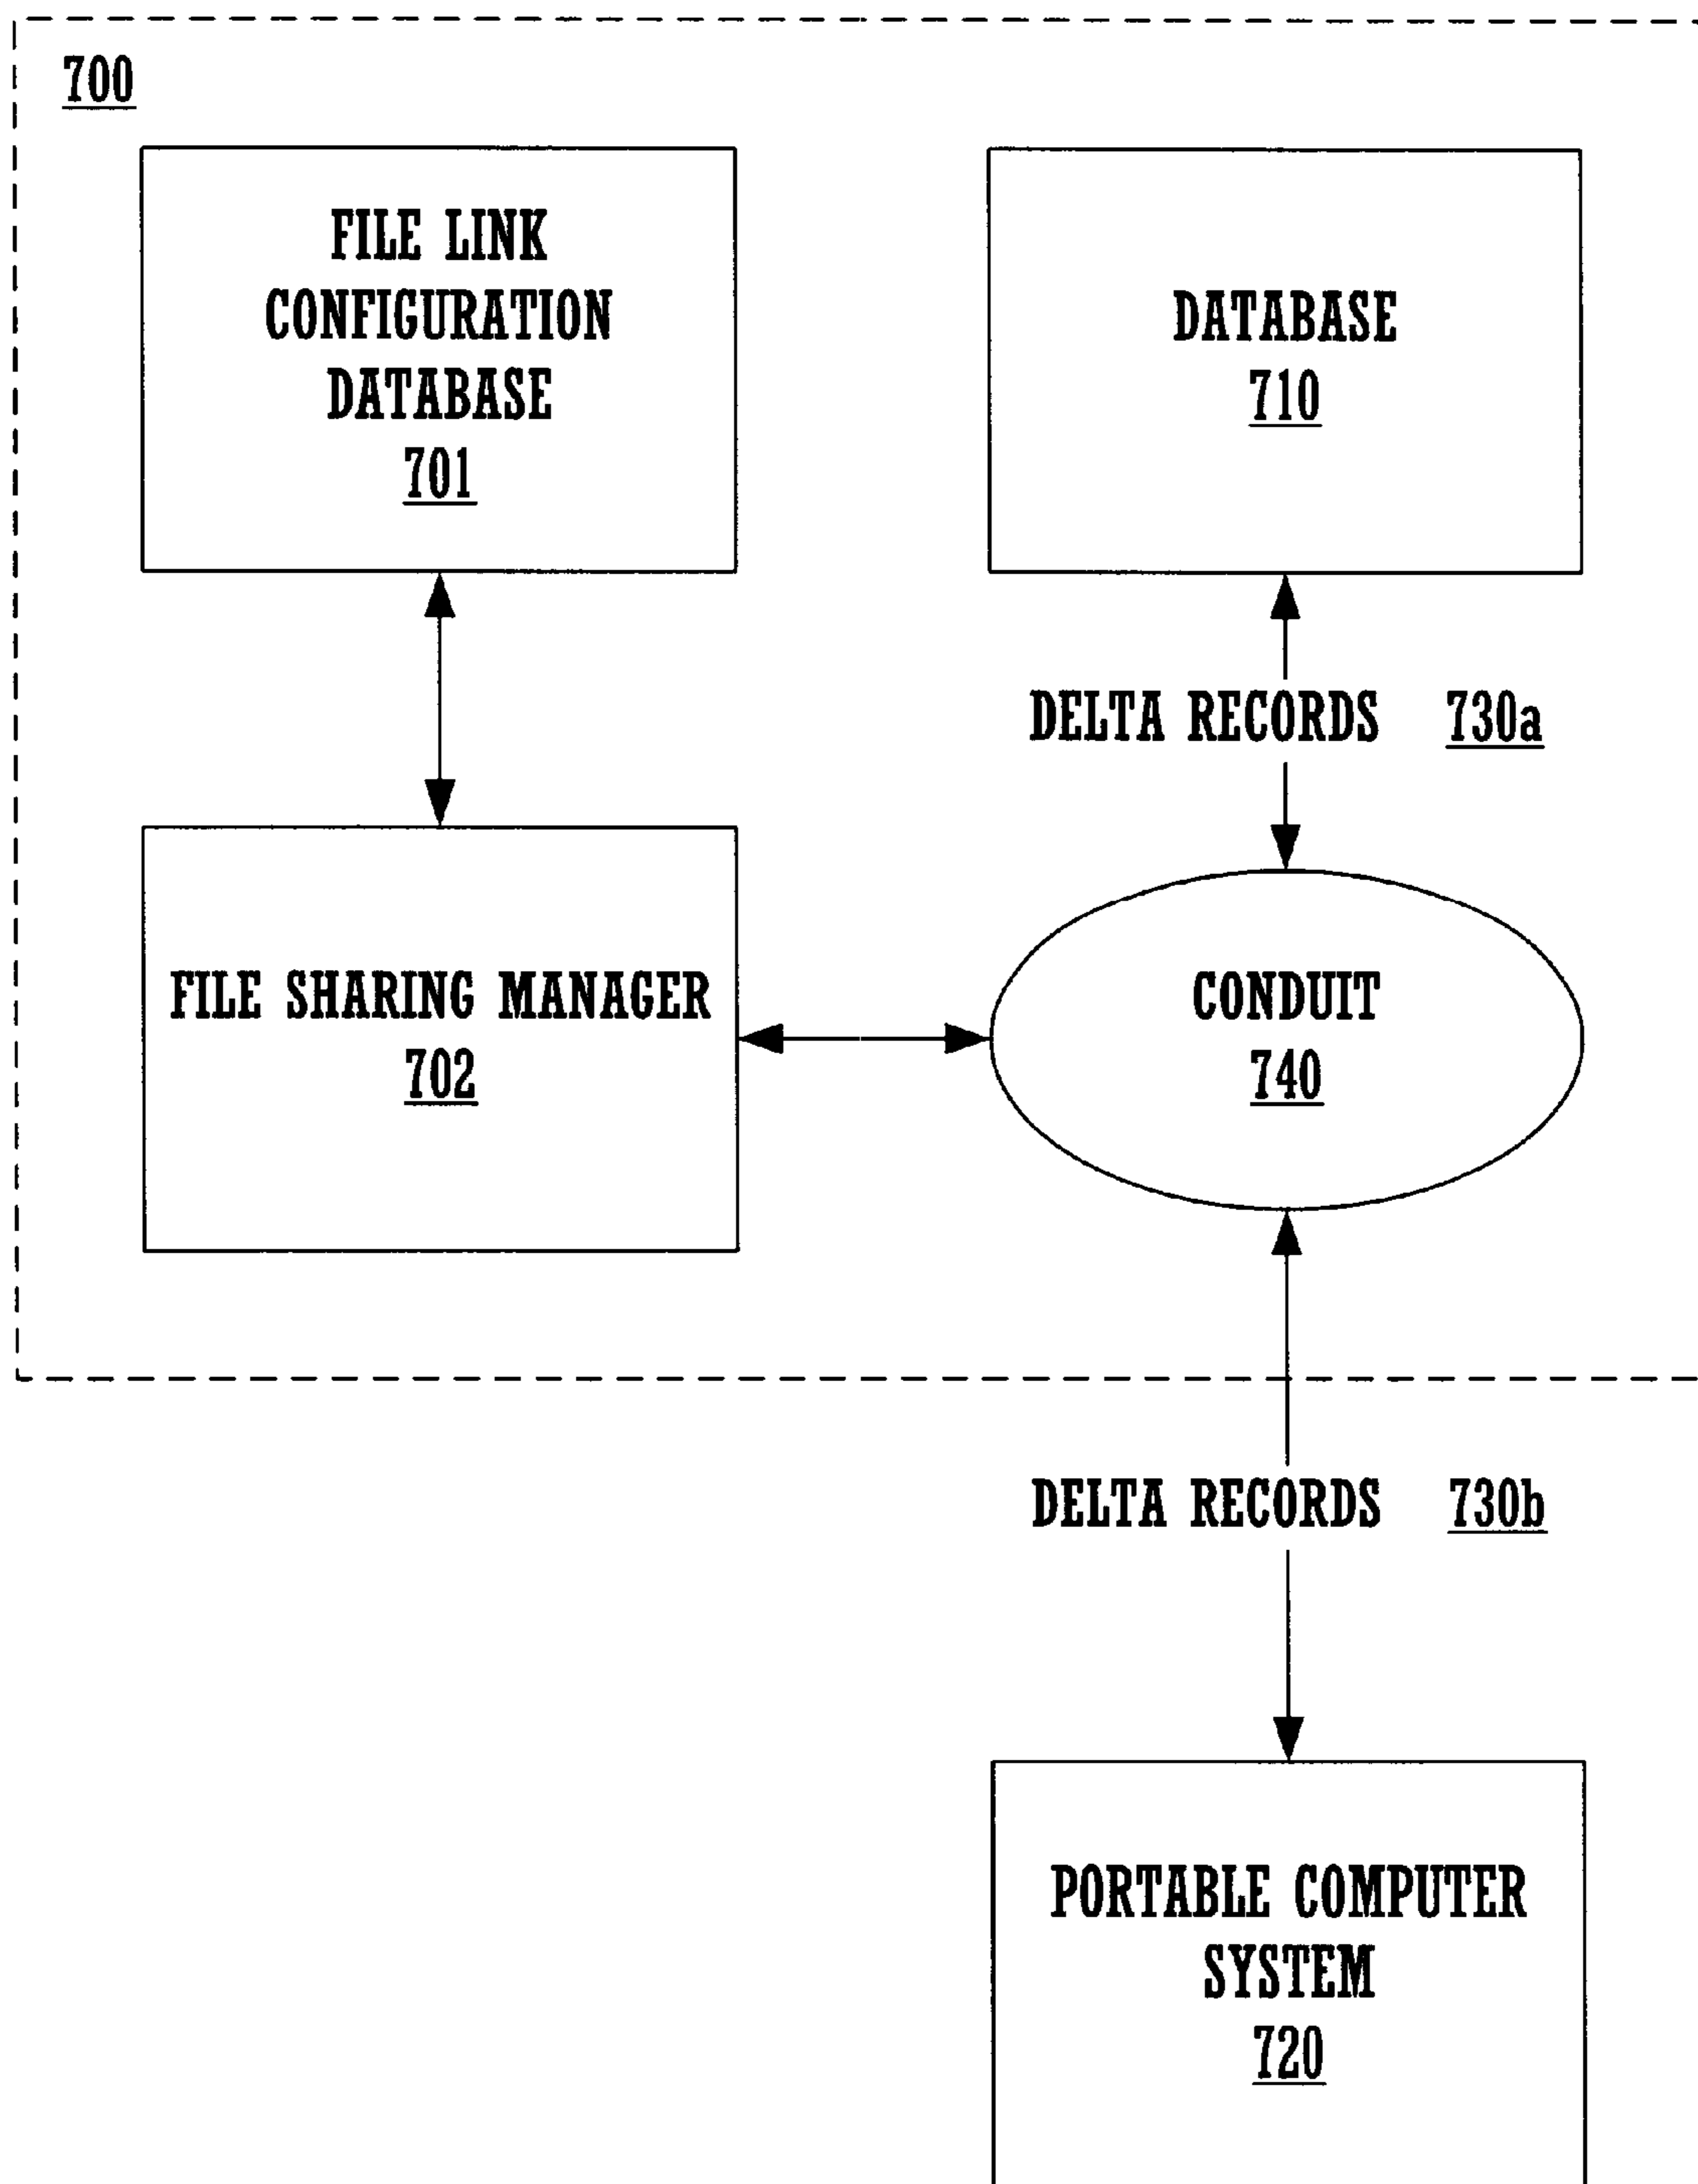 700
FILE LINK
CONFIGURATION
DATABASE
701
DATABASE
710
DELTA RECORDS 730a
FILE SHARING MANAGER
702
CONDUIT
740
DELTA RECORDS 730b
PORTABLE COMPUTER
SYSTEM
720